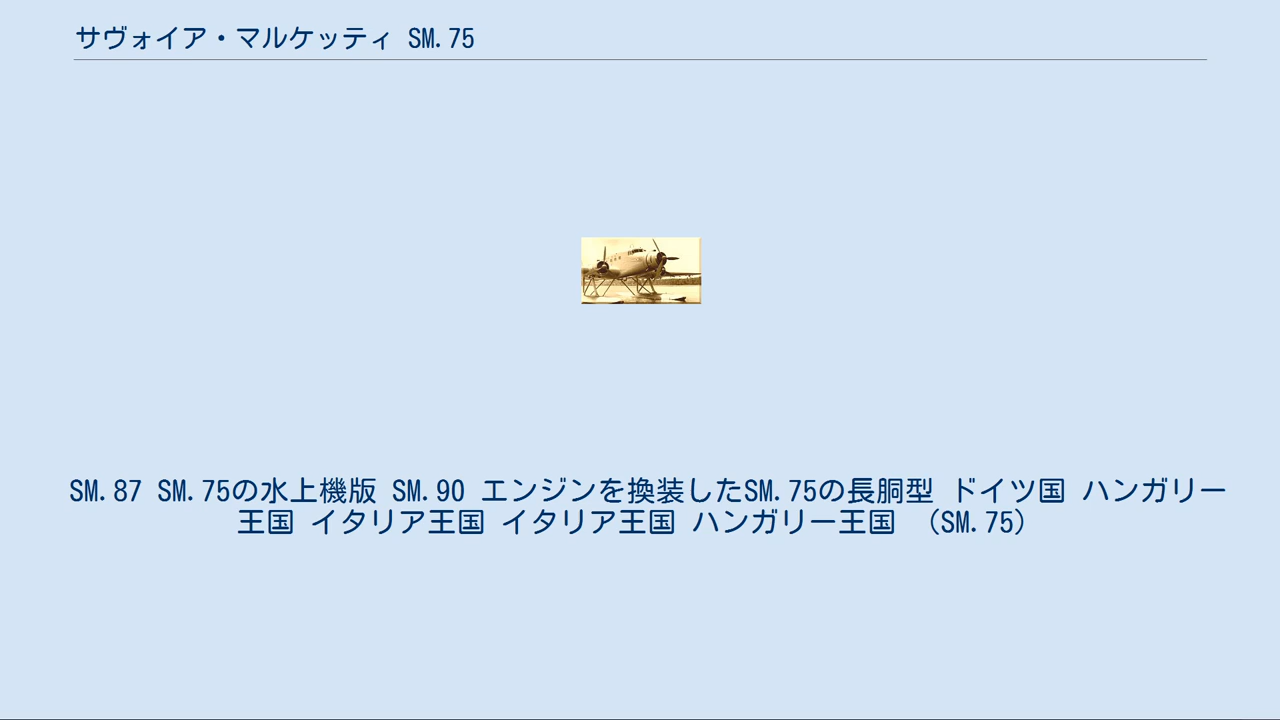 サヴォイア・マルケッティ SM.75
SM.87 SM.75の水上機版 SM.90 エンジンを換装したSM.75の長胴型 ドイツ国 ハンガリー
王国 イタリア王国 イタリア王国 ハンガリー王国 （SM.75）